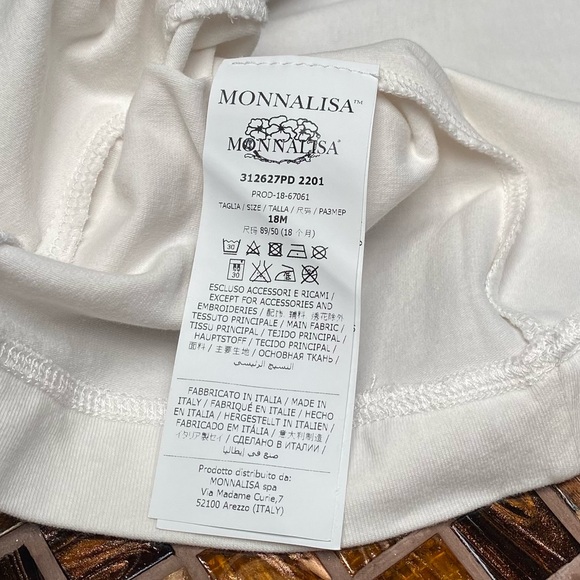 MONNALISA™
MONNALISA®
312627PD 2201
PROD-18-67061
TAGLIA / SIZE / TALLA / 尺码 / РАЗМЕР
18M
尺码 89/50 (18 个月)
30
30
ESCLUSO ACCESSORI E RICAMI /
EXCEPT FOR ACCESSORIES AND
EMBROIDERIES / 配饰 辅料 绣花除外
TESSUTO PRINCIPALE / MAIN FABRIC /
TISSU PRINCIPAL / TEJIDO PRINCIPAL /
HAUPTSTOFF / TECIDO PRINCIPAL /
面料 / 主要生地 / ОСНОВНАЯ ТКАНЬ /
النسيج الرئيسي
FABBRICATO IN ITALIA / MADE IN
ITALY / FABRIQUÉ EN ITALIE / HECHO
EN ITALIA / HERGESTELLT IN ITALIEN /
FABRICADO EM ITÁLIA / 意大利制造 /
イタリア製セイ / СДЕЛАНО В ИТАЛИИ /
صنع في إيطاليا
Prodotto distribuito da:
MONNALISA spa
Via Madame Curie,7
52100 Arezzo (ITALY)